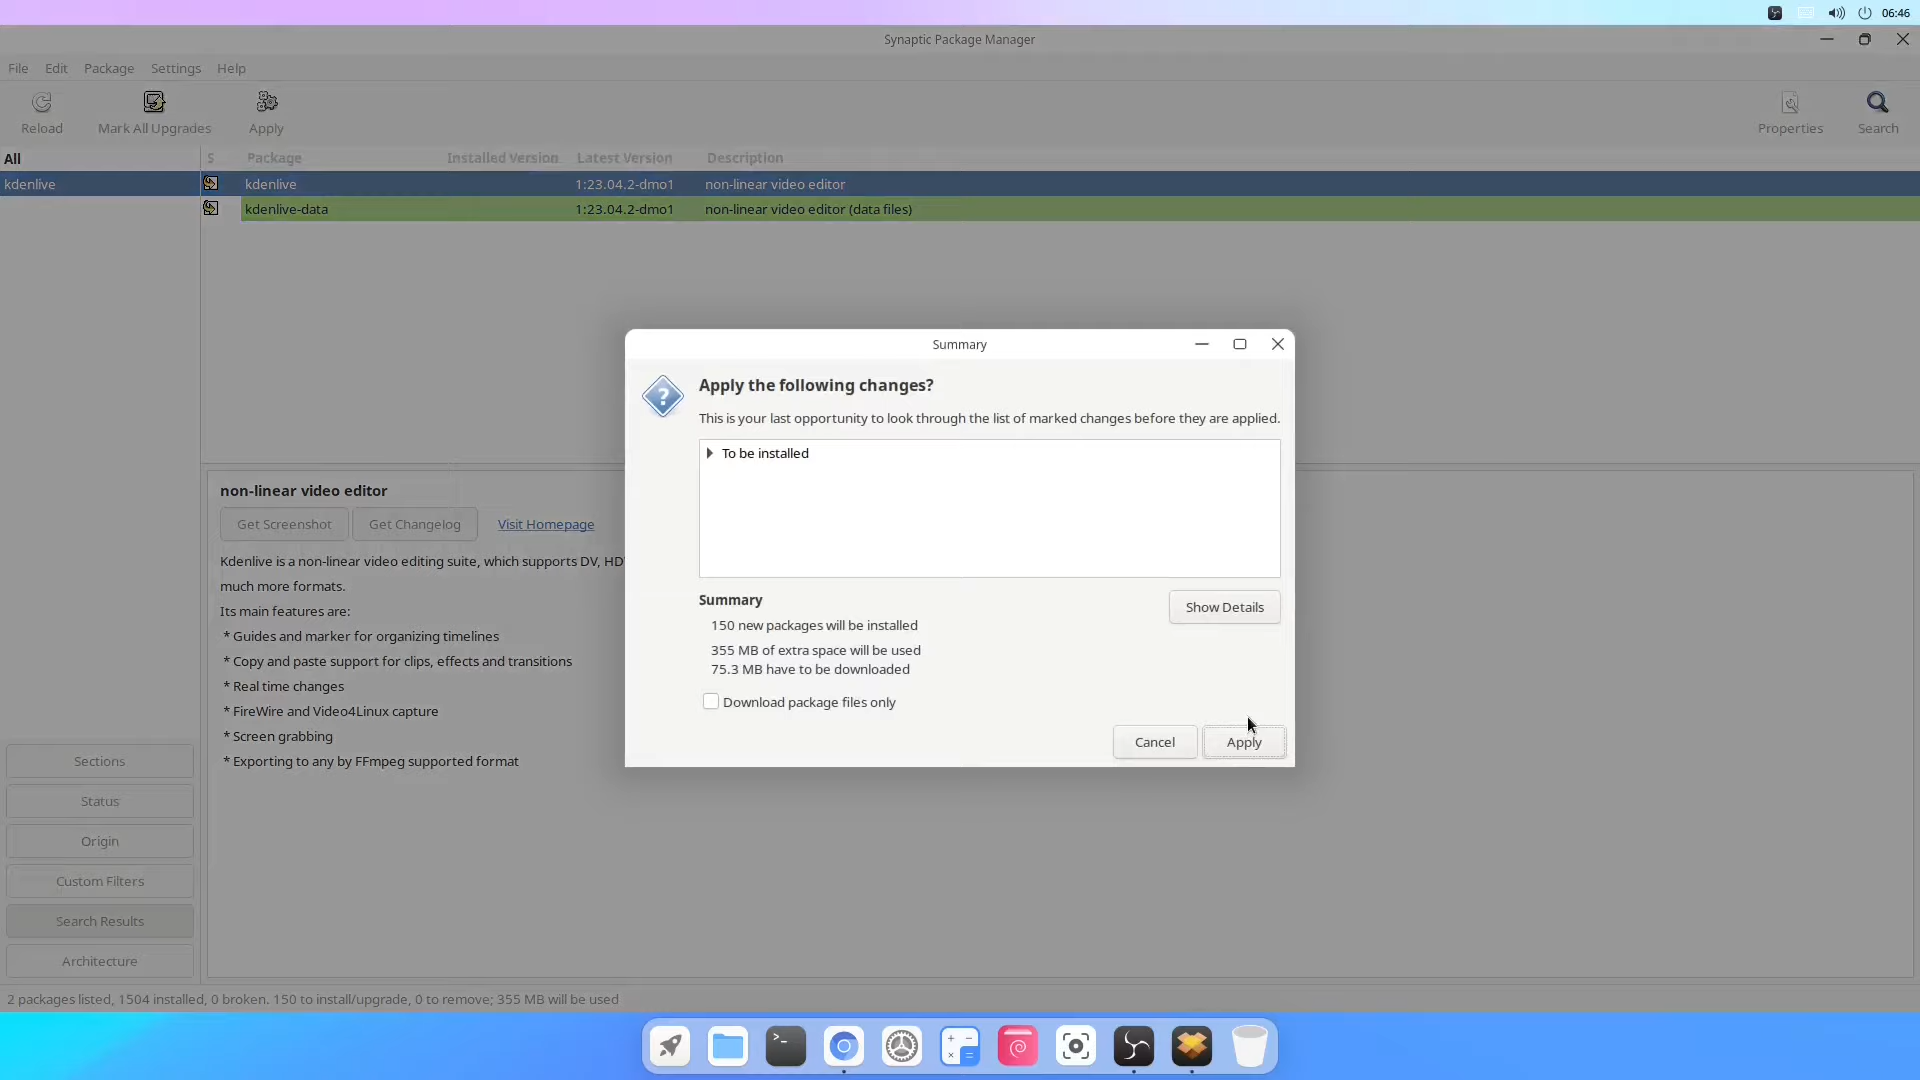 06:46
Synaptic Package Manager
File Edit Package Settings Help
Reload Mark All Upgrades Apply Properties Search
All
S Package Installed Version Latest Version Description
kdenlive
kdenlive 1:23.04.2-dmo1 non-linear video editor
kdenlive-data 1:23.04.2-dmo1 non-linear video editor (data files)
Summary
Apply the following changes?
This is your last opportunity to look through the list of marked changes before they are applied.
To be installed
Summary
Show Details
150 new packages will be installed
355 MB of extra space will be used
75.3 MB have to be downloaded
Download package files only
Cancel Apply
non-linear video editor
Get Screenshot Get Changelog Visit Homepage
Kdenlive is a non-linear video editing suite, which supports DV, HD
much more formats.
Its main features are:
* Guides and marker for organizing timelines
* Copy and paste support for clips, effects and transitions
* Real time changes
* FireWire and Video4Linux capture
* Screen grabbing
* Exporting to any by FFmpeg supported format
Sections
Status
Origin
Custom Filters
Search Results
Architecture
2 packages listed, 1504 installed, 0 broken. 150 to install/upgrade, 0 to remove; 355 MB will be used